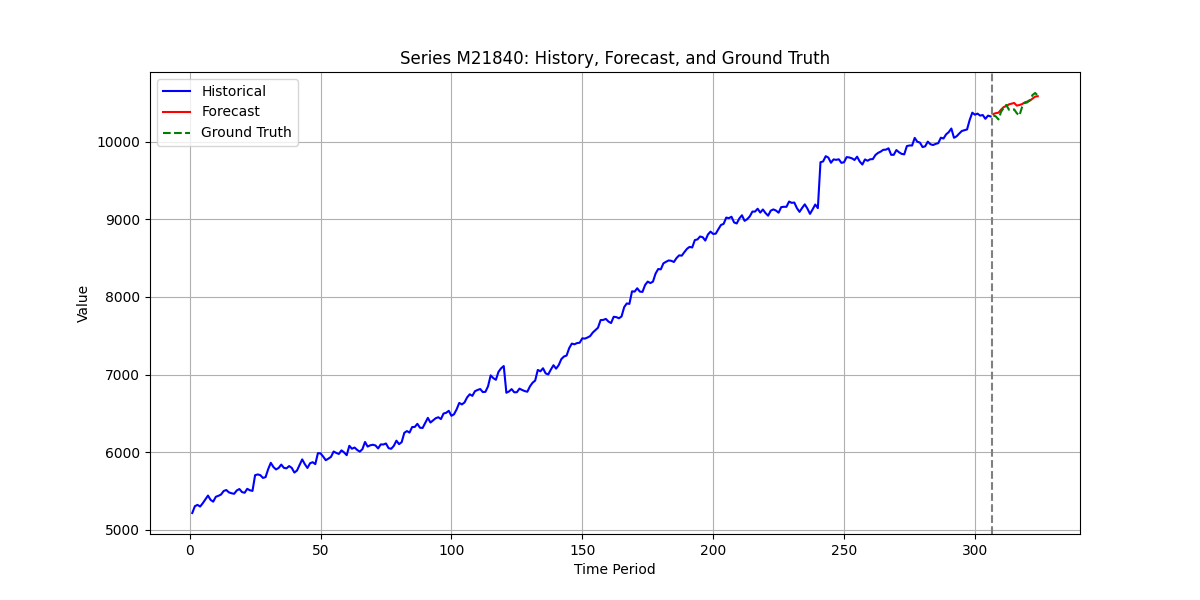 Series M21840: History, Forecast, and Ground Truth
Historical
Forecast
Ground Truth
10000
9000
8000
7000
6000
5000
Value
0 50 100 150 200 250 300
Time Period